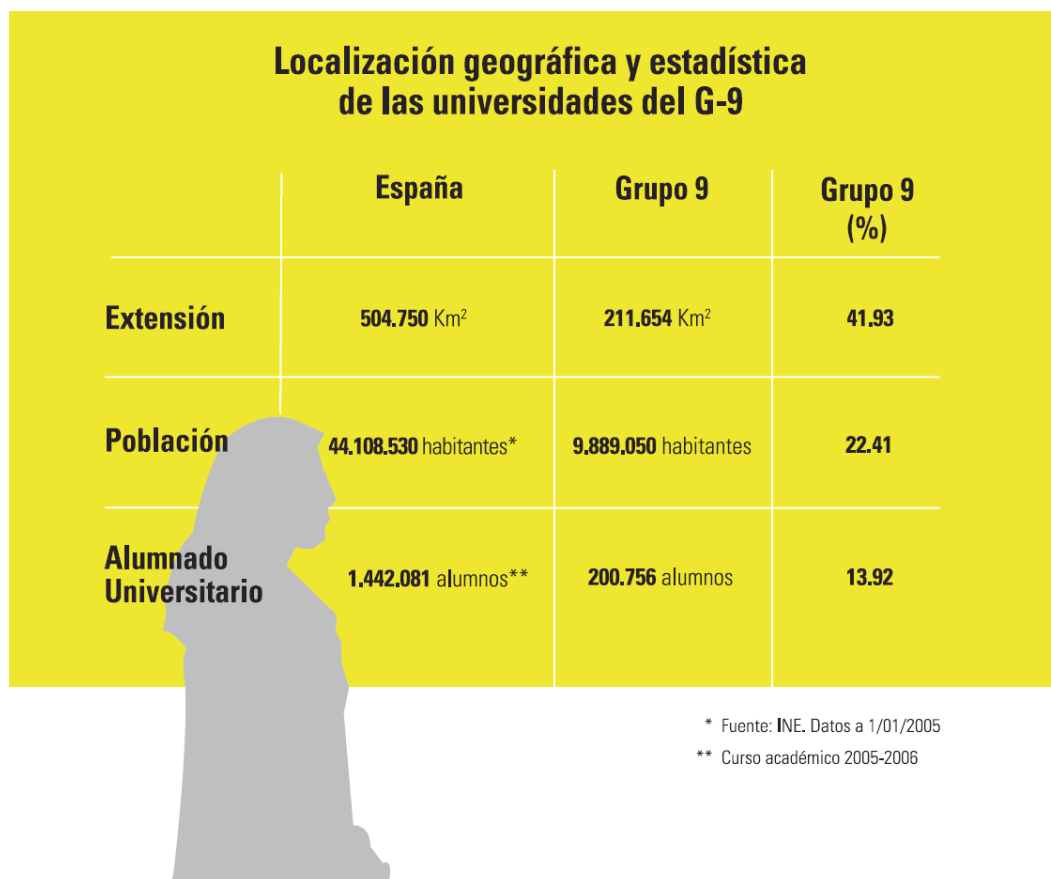 Localización geográfica y estadística
de las universidades del G-9
España Grupo 9 Grupo 9
(%)
Extensión 504.750 Km² 211.654 Km² 41.93
Población 44.108.530 habitantes* 9.889.050 habitantes 22.41
Alumnado
Universitario 1.442.081 alumnos** 200.756 alumnos 13.92
* Fuente: INE. Datos a 1/01/2005
** Curso académico 2005-2006